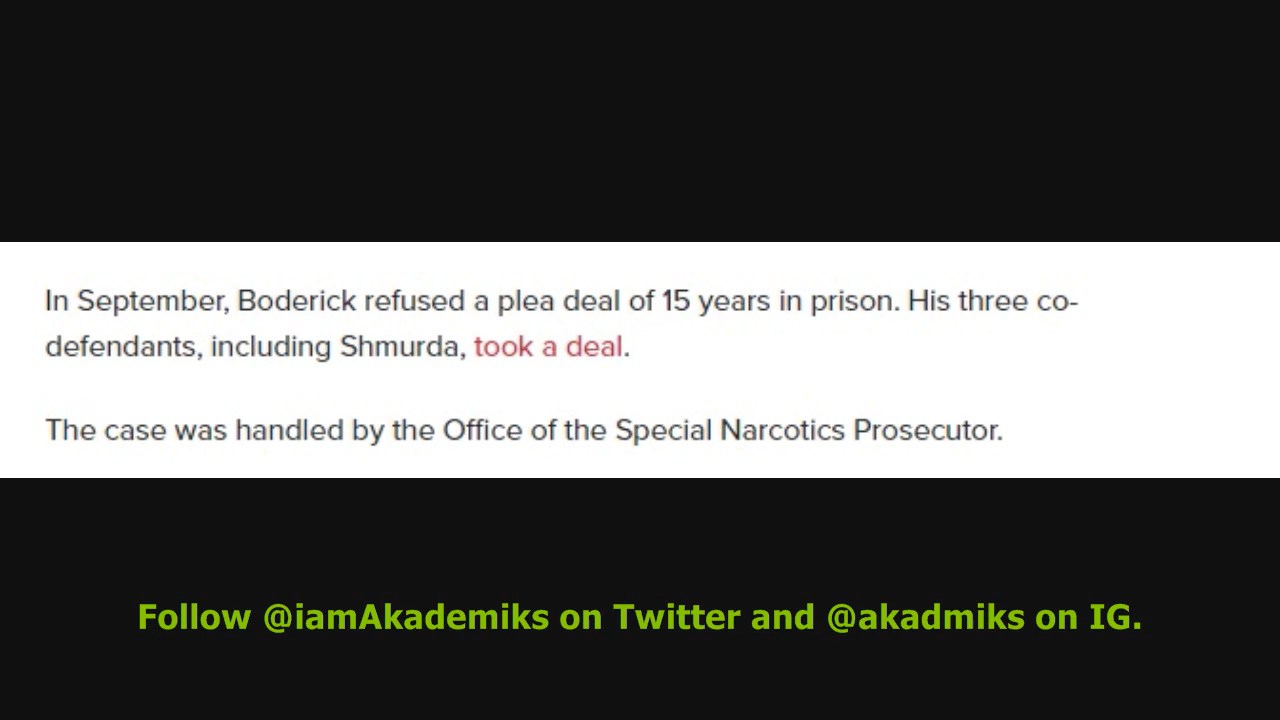 In September, Boderick refused a plea deal of 15 years in prison. His three co-
defendants, including Shmurda, took a deal.
The case was handled by the Office of the Special Narcotics Prosecutor.
Follow @iamAkademiks on Twitter and @akadmiks on IG.